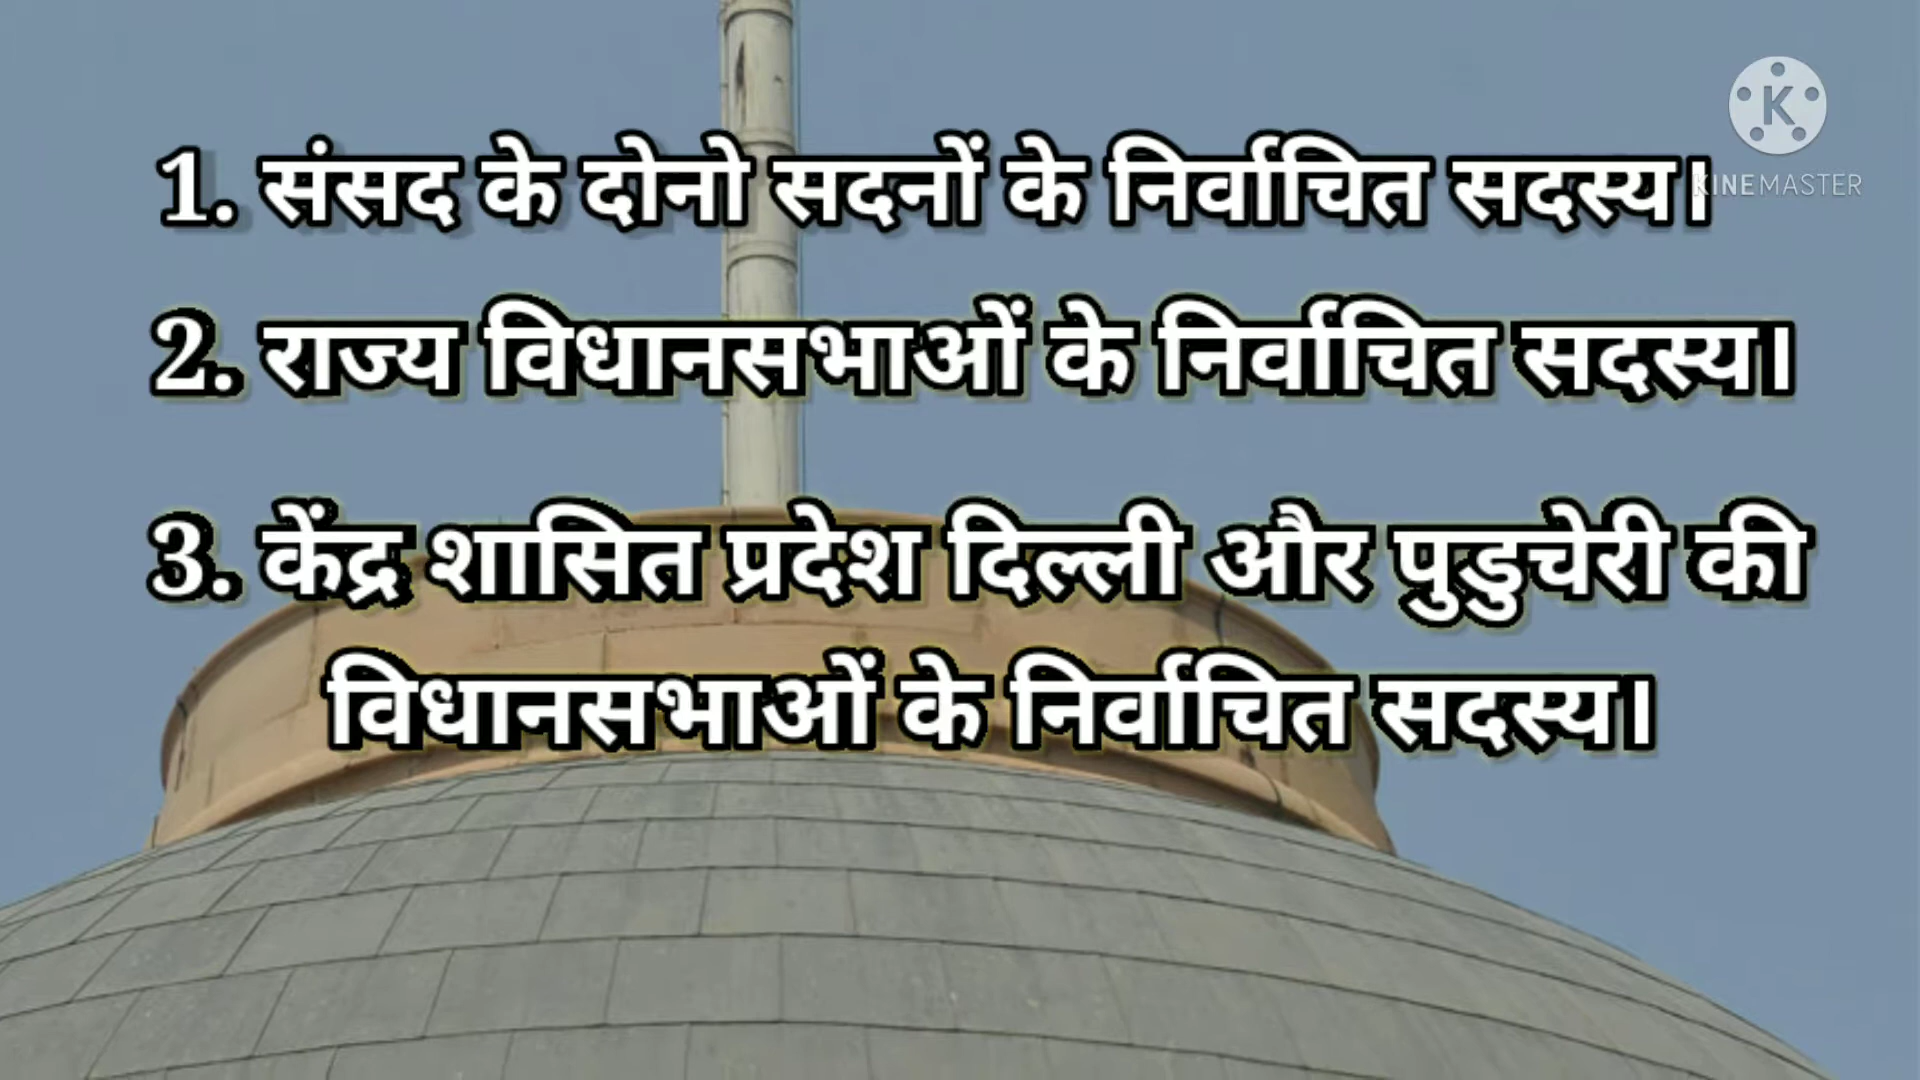 1. संसद के दोनो सदनों के निर्वाचित सदस्य।
KINEMASTER
2. राज्य विधानसभाओं के निर्वाचित सदस्य।
3. केंद्र शासित प्रदेश दिल्ली और पुडुचेरी की
विधानसभाओं के निर्वाचित सदस्य।